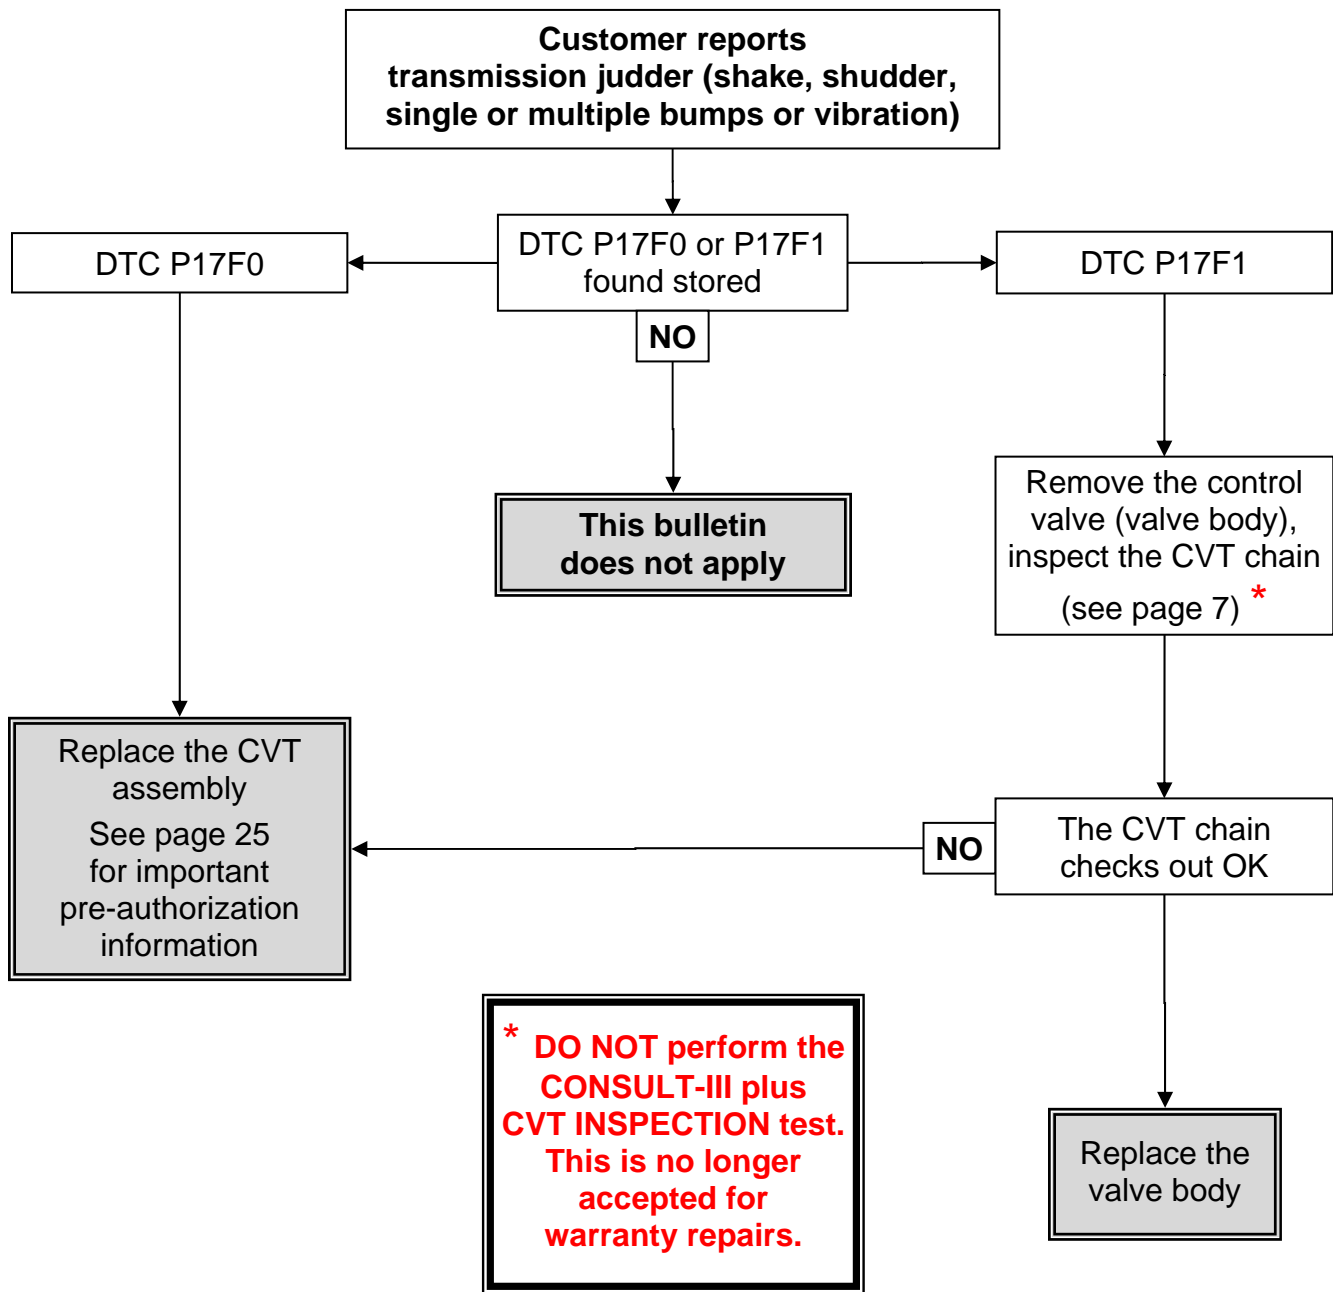 Customer reports
transmission judder (shake, shudder,
single or multiple bumps or vibration)
DTC P17F0
DTC P17F0 or P17F1
found stored
DTC P17F1
NO
This bulletin
does not apply
Remove the control
valve (valve body),
inspect the CVT chain
(see page 7) *
Replace the CVT
assembly
See page 25
for important
pre-authorization
information
NO
The CVT chain
checks out OK
* DO NOT perform the
CONSULT-III plus
CVT INSPECTION test.
This is no longer
accepted for
warranty repairs.
Replace the
valve body